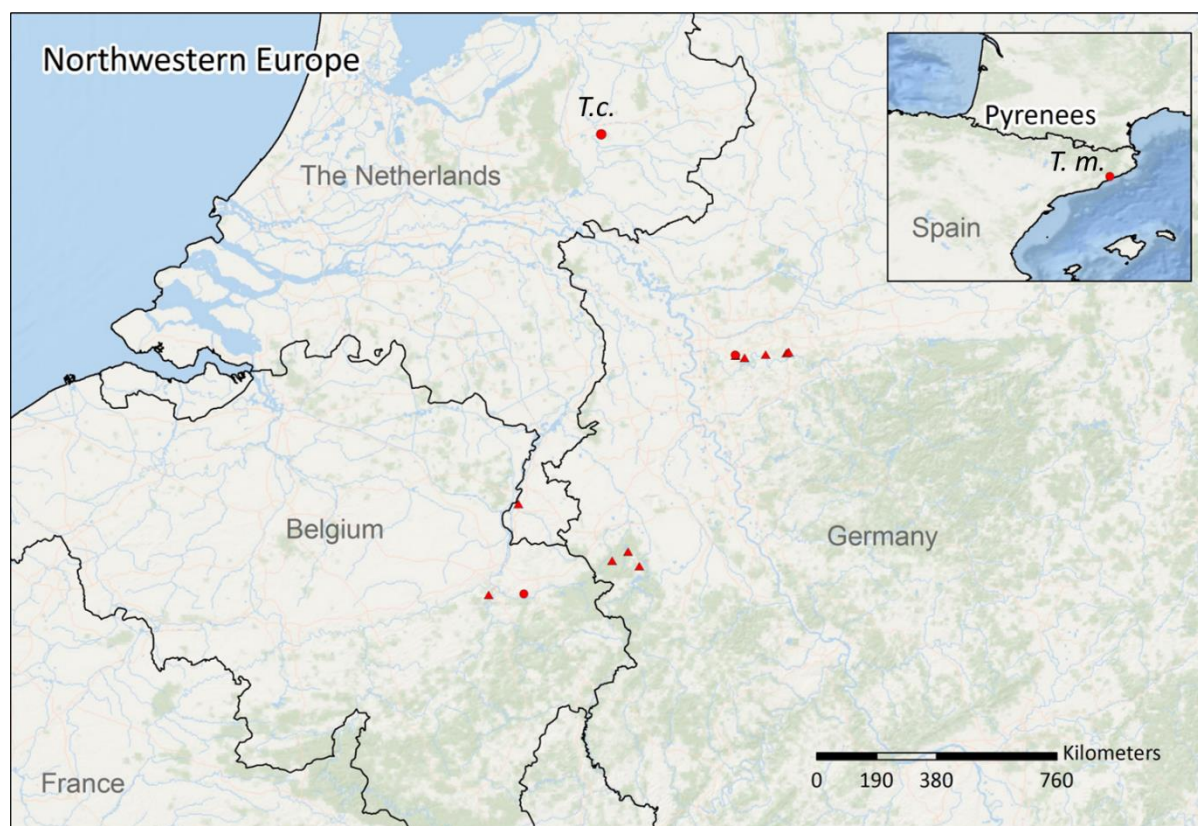 Northwestern Europe
T.c.
The Netherlands
Pyrenees
T. m.
Spain
Belgium
Germany
France
Kilometers
0 190 380 760